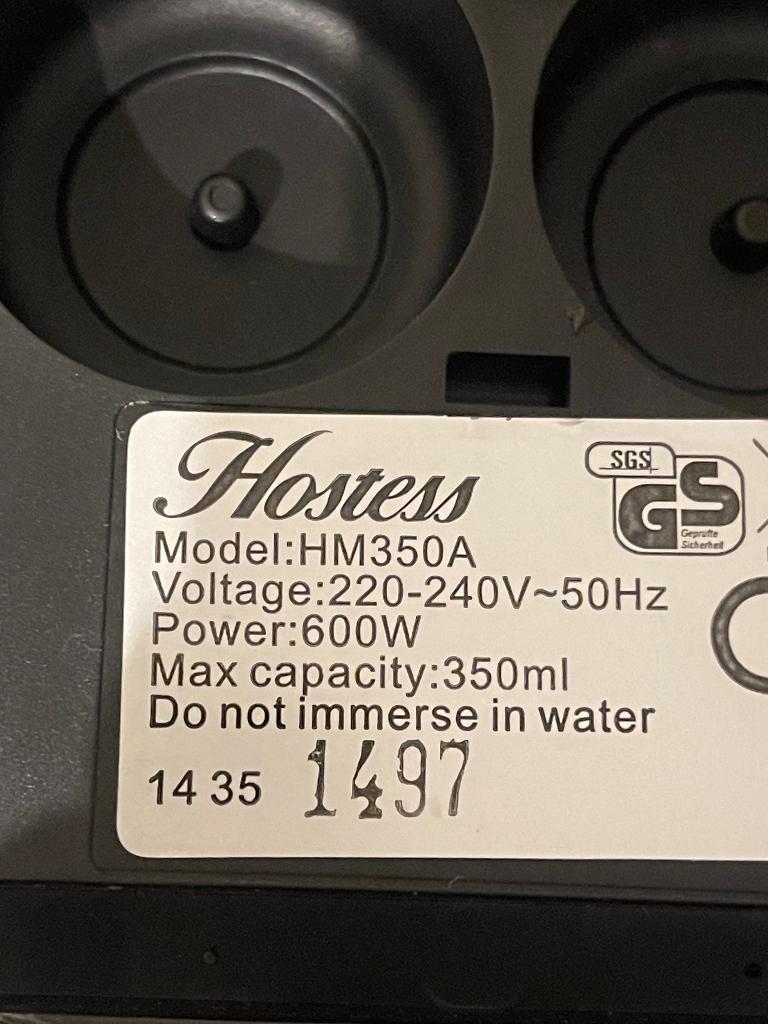 Hostess
SGS
GS
Geprüfte
Sicherheit
Model:HM350A
Voltage:220-240V~50Hz
Power:600W
Max capacity:350ml
Do not immerse in water
14 35 1497